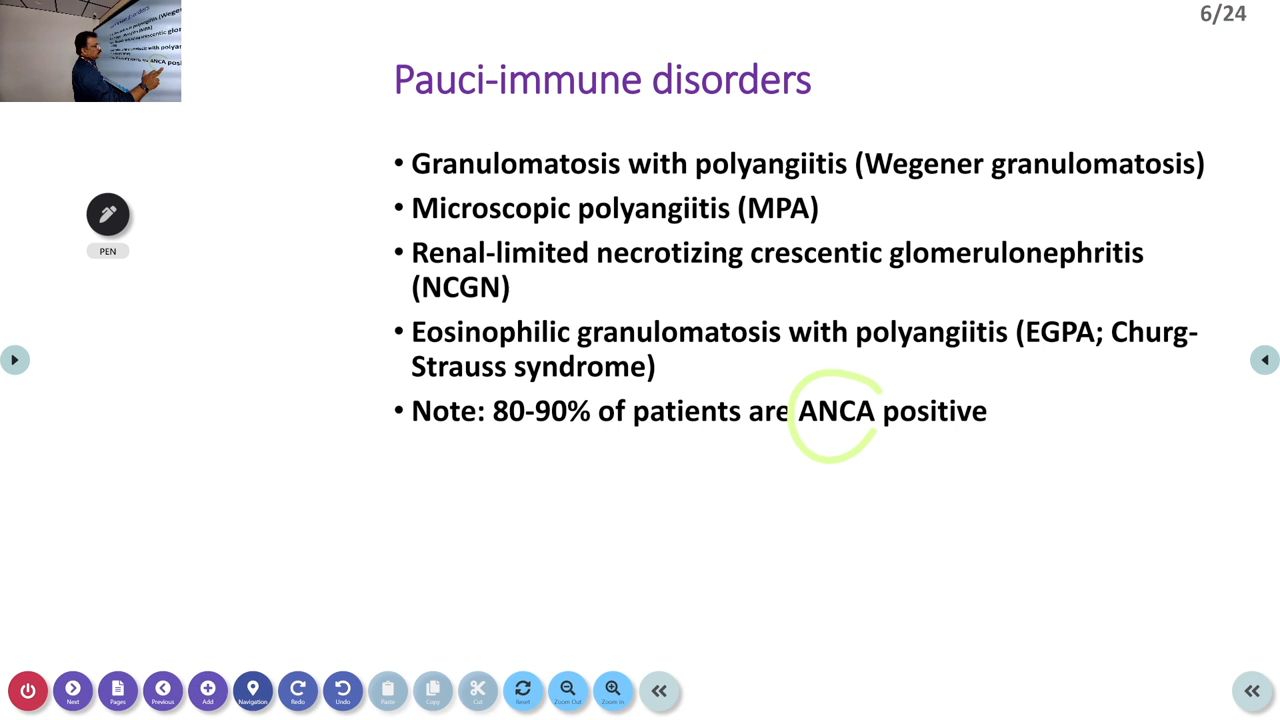 6/24
Pauci-immune disorders
• Granulomatosis with polyangiitis (Wegener granulomatosis)
• Microscopic polyangiitis (MPA)
• Renal-limited necrotizing crescentic glomerulonephritis
(NCGN)
• Eosinophilic granulomatosis with polyangiitis (EGPA; Churg-
Strauss syndrome)
• Note: 80-90% of patients are ANCA positive
PEN
Next Pages Previous Add Navigation Redo Undo Paste Copy Cut Reset Zoom Out Zoom In